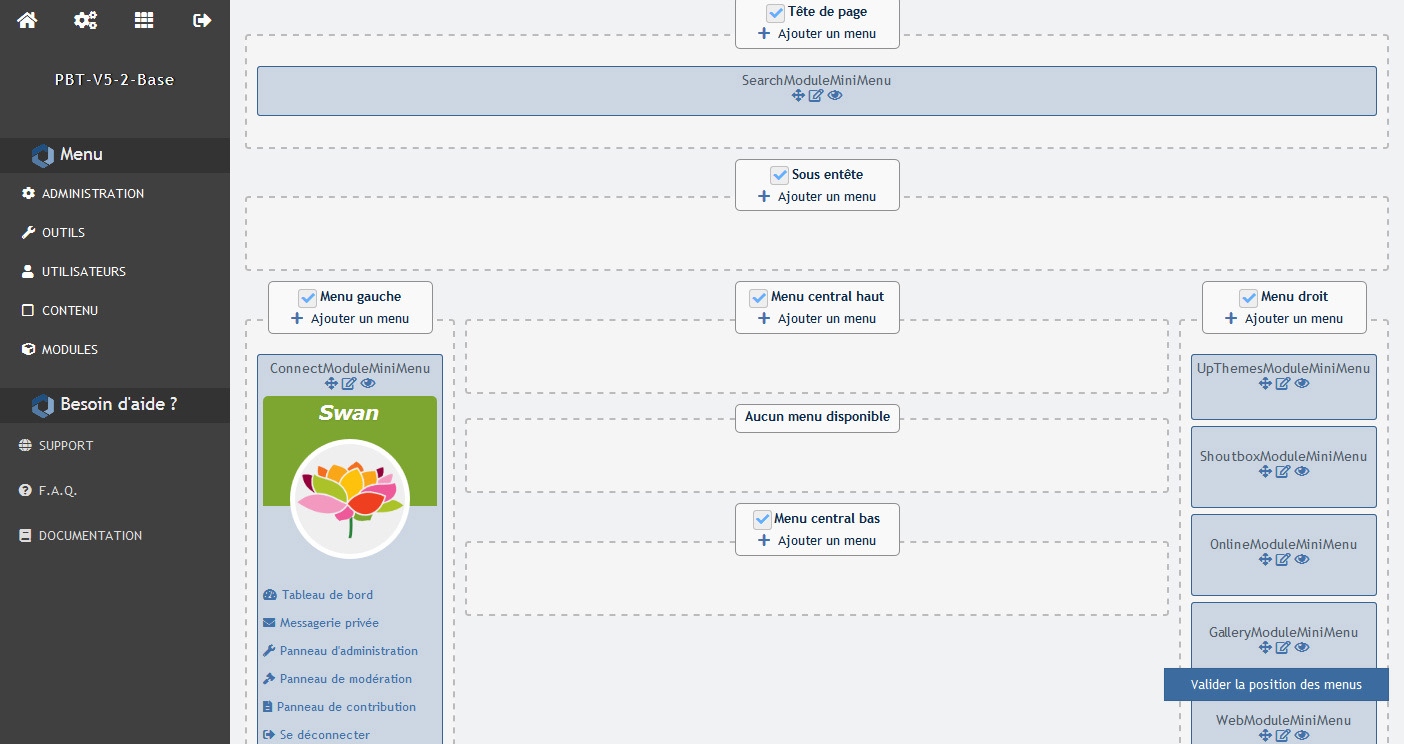 PBT-V5-2-Base
Menu
ADMINISTRATION
OUTILS
UTILISATEURS
CONTENU
MODULES
Besoin d'aide ?
SUPPORT
F.A.Q.
DOCUMENTATION
Tête de page
Ajouter un menu
SearchModuleMiniMenu
Sous entête
Ajouter un menu
Menu gauche
Ajouter un menu
ConnectModuleMiniMenu
Swan
Tableau de bord
Messagerie privée
Panneau d'administration
Panneau de modération
Panneau de contribution
Se déconnecter
Menu central haut
Ajouter un menu
Aucun menu disponible
Menu central bas
Ajouter un menu
Menu droit
Ajouter un menu
UpThemesModuleMiniMenu
ShoutboxModuleMiniMenu
OnlineModuleMiniMenu
GalleryModuleMiniMenu
Valider la position des menus
WebModuleMiniMenu